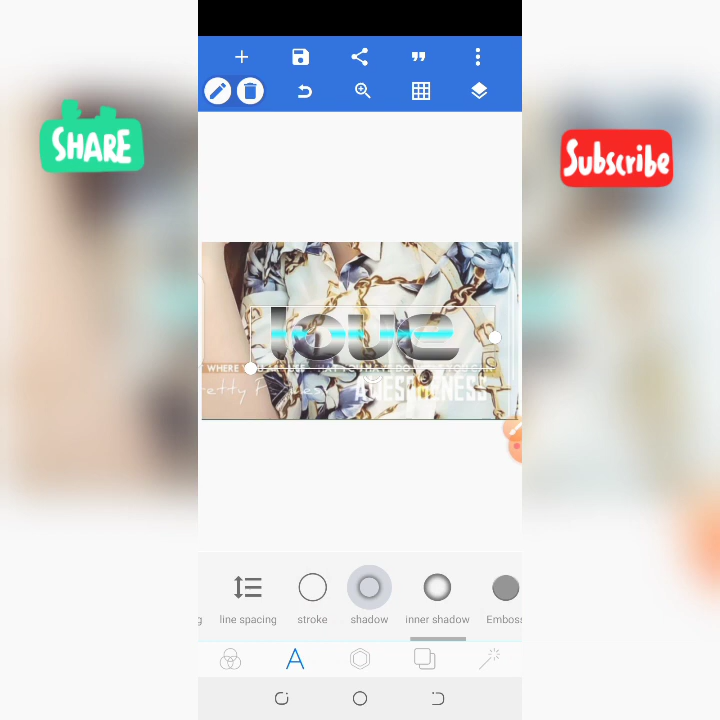 SHARE
Subscribe
love
AWESOMENESS
g
line spacing
stroke
shadow
inner shadow
Emboss